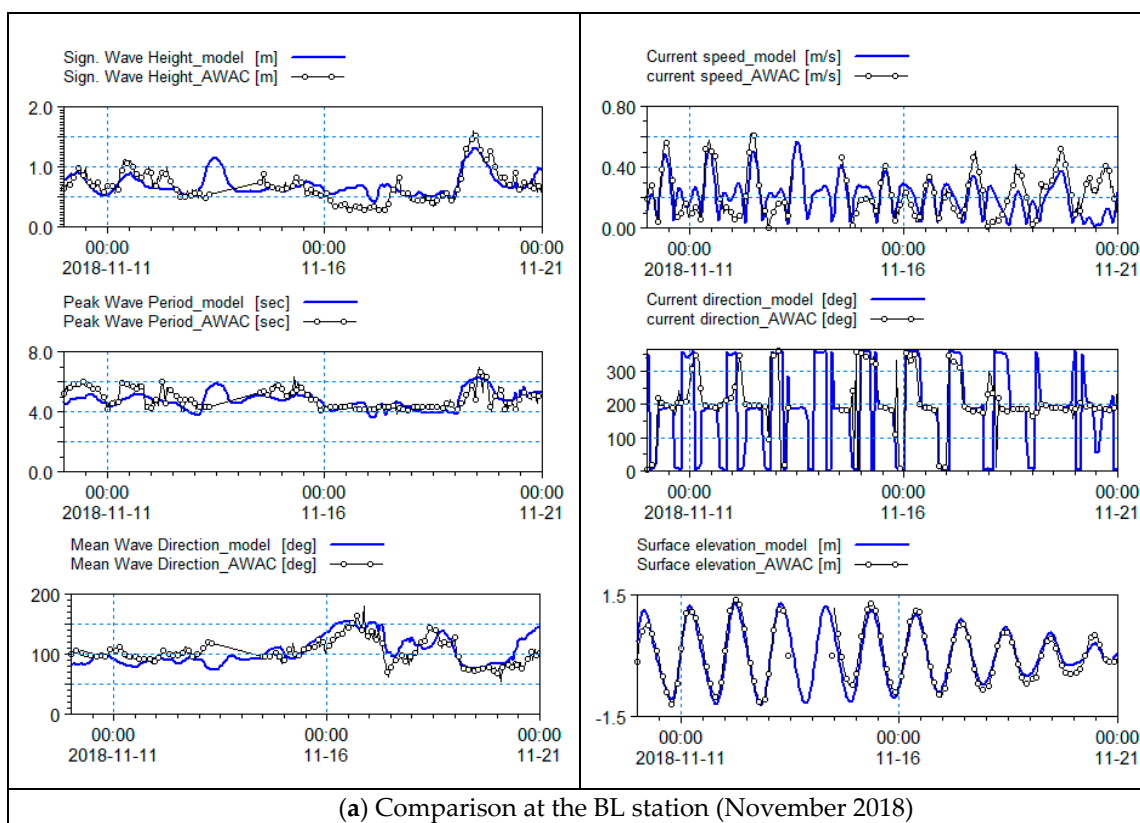 Sign. Wave Height_model [m]
Sign. Wave Height_AWAC [m]
2.0
1.0
0.0
00:00 00:00 00:00
2018-11-11 11-16 11-21
Peak Wave Period_model [sec]
Peak Wave Period_AWAC [sec]
8.0
4.0
0.0
00:00 00:00 00:00
2018-11-11 11-16 11-21
Mean Wave Direction_model [deg]
Mean Wave Direction_AWAC [deg]
200
100
0
00:00 00:00 00:00
2018-11-11 11-16 11-21
Current speed_model [m/s]
current speed_AWAC [m/s]
0.80
0.40
0.00
00:00 00:00 00:00
2018-11-11 11-16 11-21
Current direction_model [deg]
current direction_AWAC [deg]
300
200
100
0
00:00 00:00 00:00
2018-11-11 11-16 11-21
Surface elevation_model [m]
Surface elevation_AWAC [m]
1.5
-1.5
00:00 00:00 00:00
2018-11-11 11-16 11-21
(a) Comparison at the BL station (November 2018)